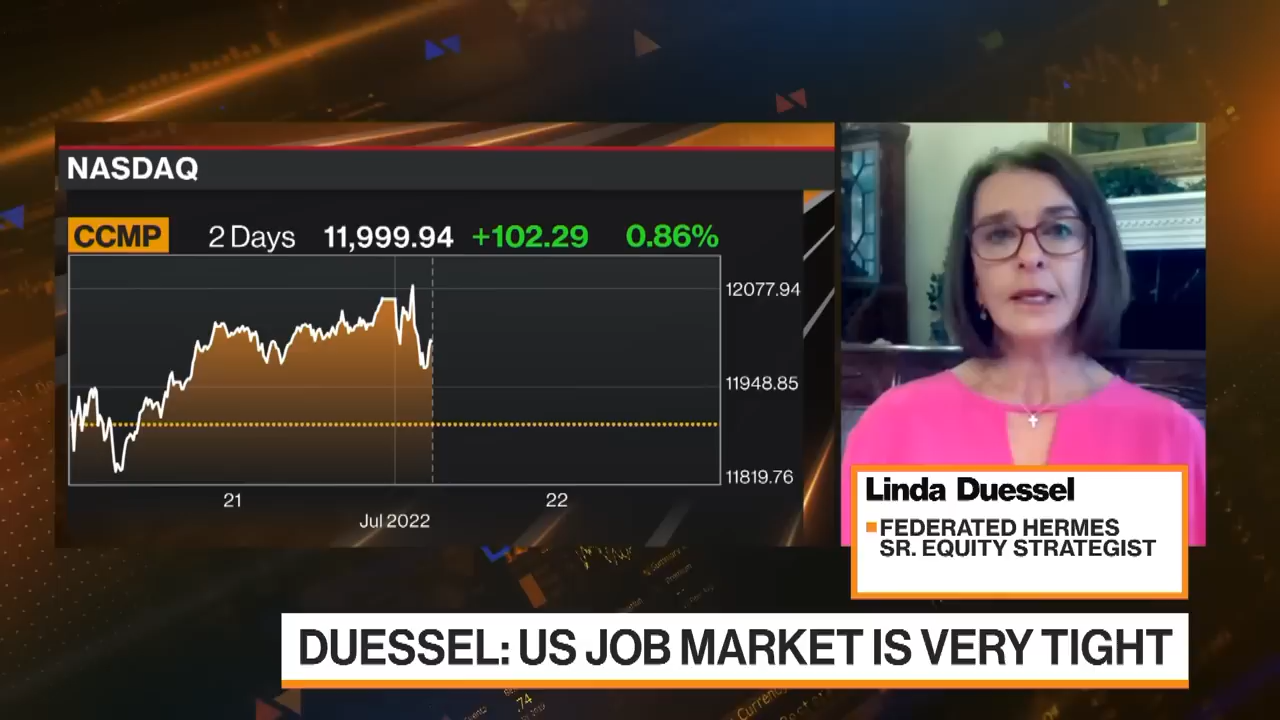 NASDAQ
CCMP 2 Days 11,999.94 +102.29 0.86%
12077.94
11948.85
11819.76
21 22
Jul 2022
Linda Duessel
FEDERATED HERMES
SR. EQUITY STRATEGIST
DUESSEL: US JOB MARKET IS VERY TIGHT
.74